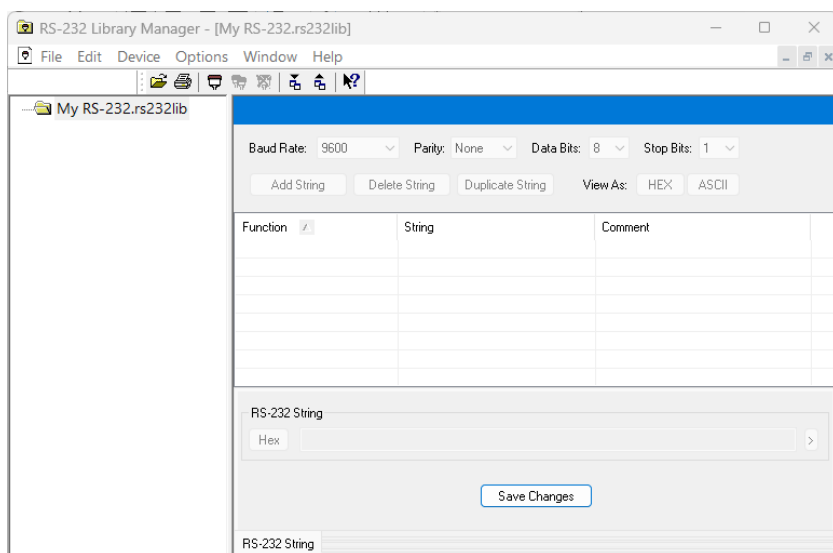 RS-232 Library Manager - [My RS-232.rs232lib]
File Edit Device Options Window Help
My RS-232.rs232lib
Baud Rate: 9600 Parity: None Data Bits: 8 Stop Bits: 1
Add String Delete String Duplicate String View As: HEX ASCII
Function String Comment
RS-232 String
Hex >
Save Changes
RS-232 String